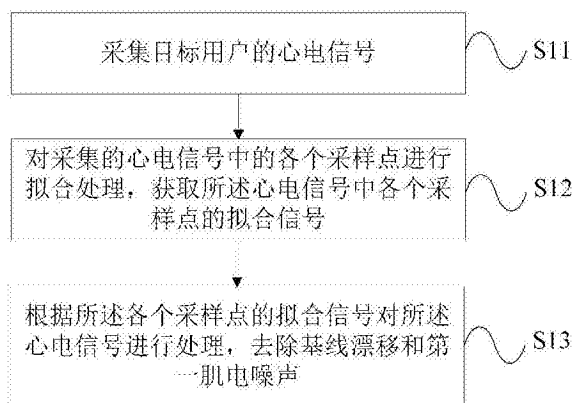 采集目标用户的心电信号
S11
对采集的心电信号中的各个采样点进行
拟合处理，获取所述心电信号中各个采
样点的拟合信号
S12
根据所述各个采样点的拟合信号对所述
心电信号进行处理，去除基线漂移和第
一肌电噪声
S13